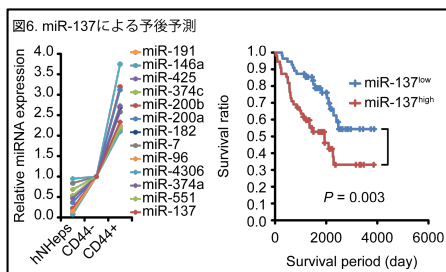 図6. miR-137による予後予測
Relative miRNA expression
4.0
3.5
3.0
2.5
2.0
1.5
1.0
0.5
0.0
hNHeps
CD44-
CD44+
miR-191
miR-146a
miR-425
miR-374c
miR-200b
miR-200a
miR-182
miR-7
miR-96
miR-4306
miR-374a
miR-551
miR-137
Survival ratio
1.0
0.9
0.8
0.7
0.6
0.5
0.4
0.3
0.2
0.1
0.0
miR-137low
miR-137high
P = 0.003
0 2000 4000 6000
Survival period (day)